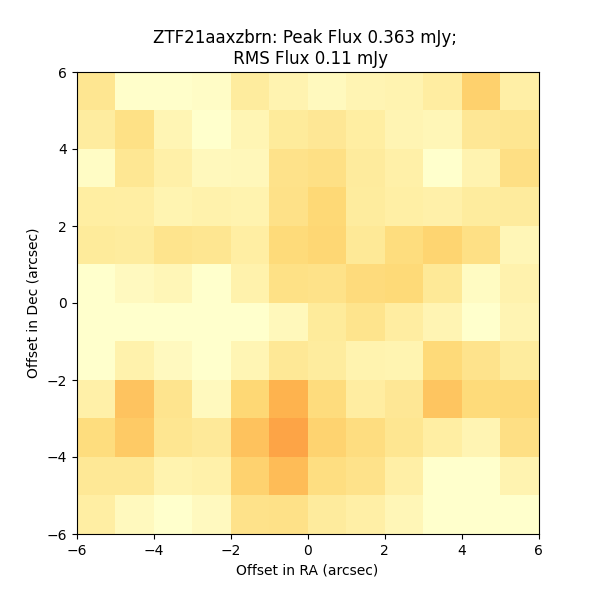 ZTF21aaxzbrn: Peak Flux 0.363 mJy;
RMS Flux 0.11 mJy
6
4
2
0
−2
−4
−6
Offset in Dec (arcsec)
−6 −4 −2 0 2 4 6
Offset in RA (arcsec)